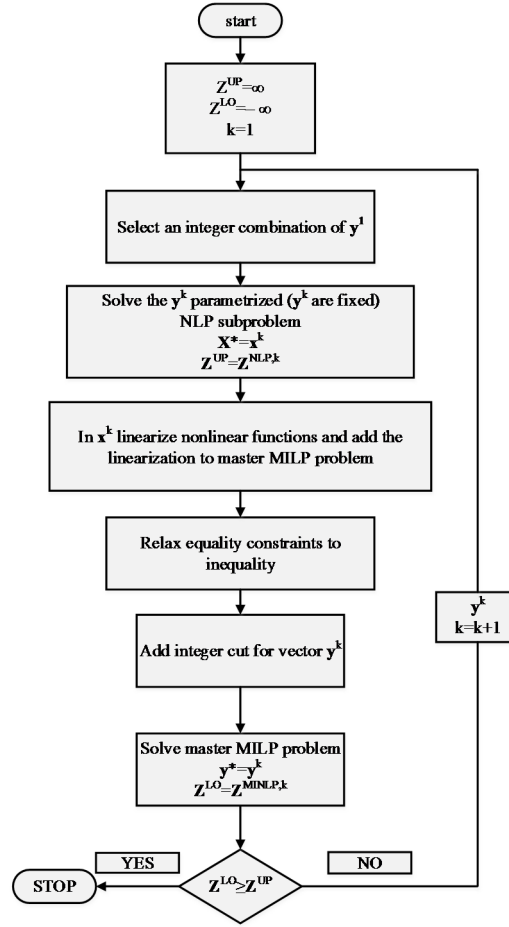 start
Z^UP=∞
Z^LO=– ∞
k=1
Select an integer combination of y^1
Solve the y^k parametrized (y^k are fixed)
NLP subproblem
X*=x^k
Z^UP=Z^NLP,k
In x^k linearize nonlinear functions and add the
linearization to master MILP problem
Relax equality constraints to
inequality
y^k
k=k+1
Add integer cut for vector y^k
Solve master MILP problem
y*=y^k
Z^LO=Z^MINLP,k
YES
NO
STOP
Z^LO≥Z^UP